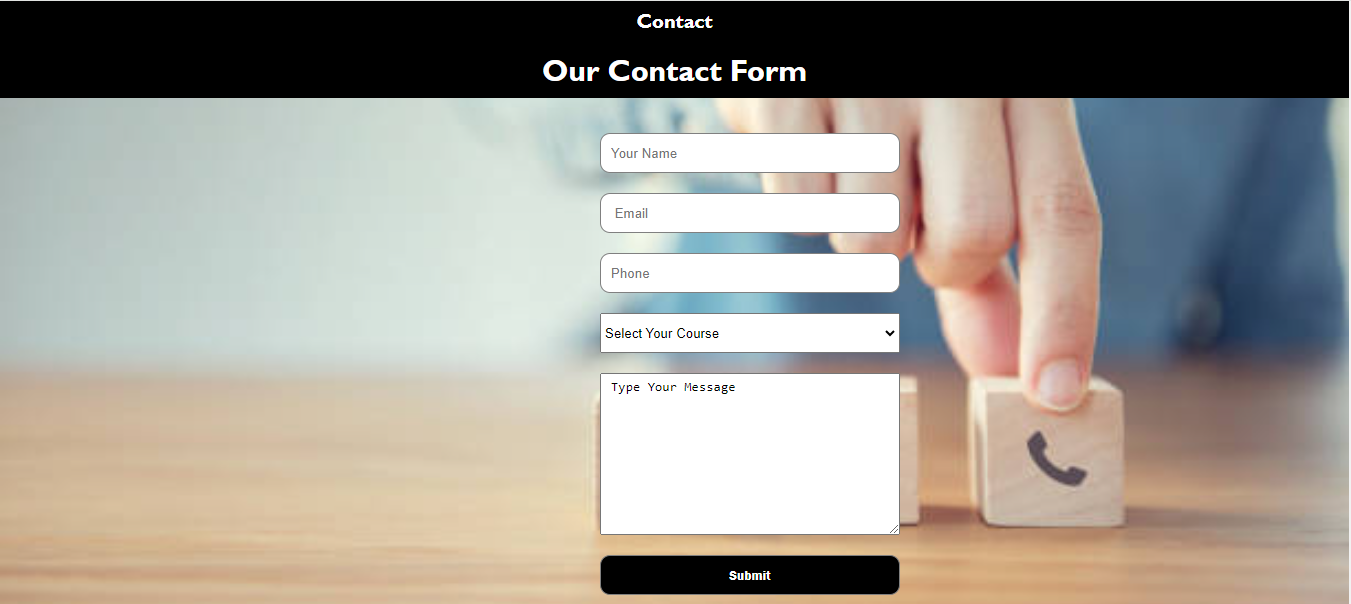 Contact
Our Contact Form
Your Name
Email
Phone
Select Your Course
Type Your Message
Submit